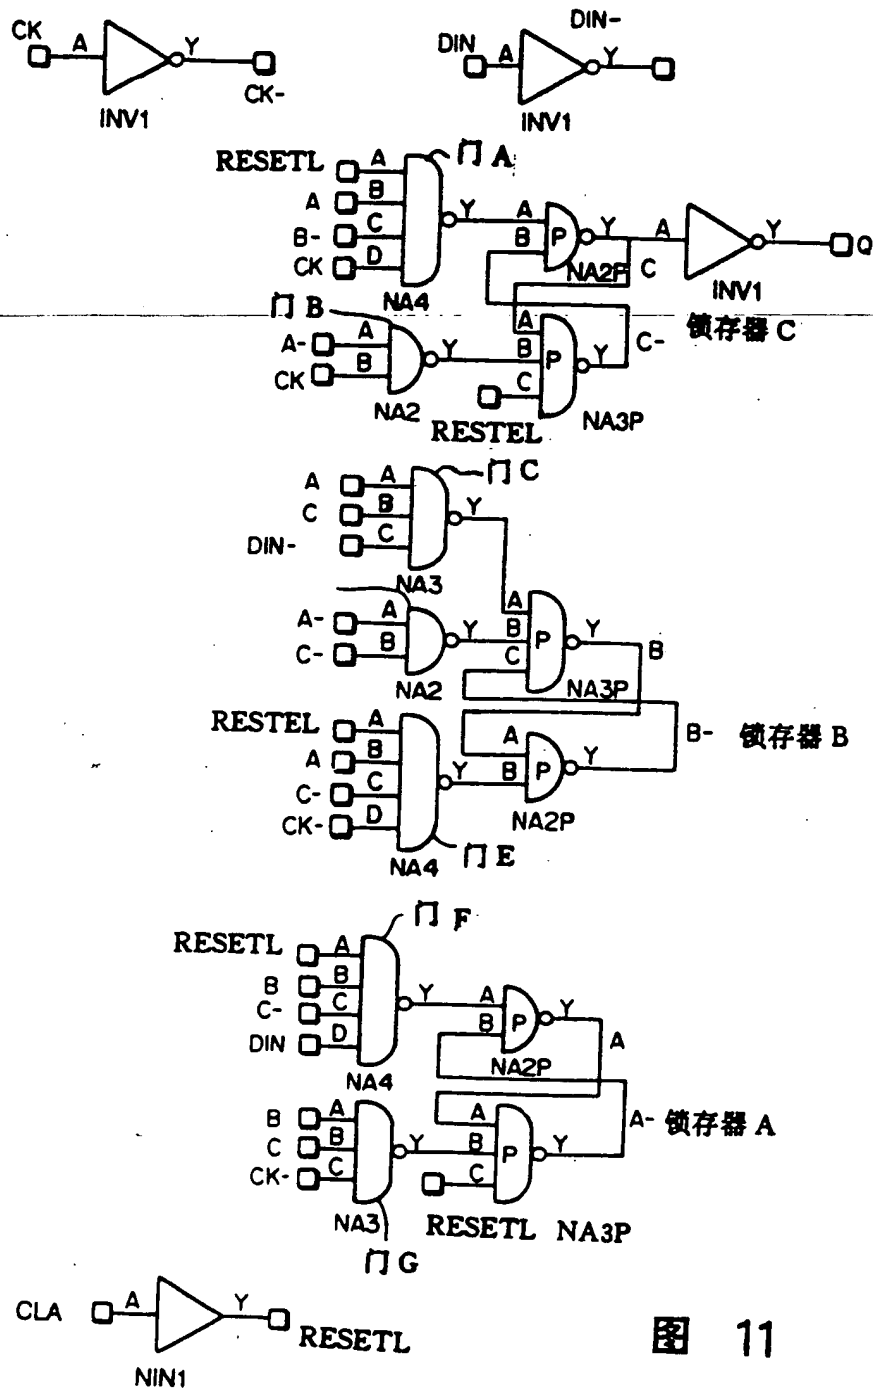 CK A Y CK-
INV1
DIN A DIN- Y
INV1
门 A
RESETL A
A B
B- C
CK D
Y
NA4
A
B
P
Y
NA2P
C
A
Y
INV1
Q
门 B
A- A
CK B
Y
NA2
A
B
C
P
Y
NA3P
C-
锁存器 C
RESTEL
门 C
A A
C B
DIN- C
Y
NA3
A- A
C- B
Y
NA2
A
B
C
P
Y
NA3P
B
RESTEL A
A B
C- C
CK- D
Y
NA4
门 E
A
B
P
Y
NA2P
B- 锁存器 B
门 F
RESETL A
B B
C- C
DIN D
Y
NA4
A
B
P
Y
NA2P
A
B A
C B
CK- C
Y
NA3
门 G
A
B
C
P
Y
A- 锁存器 A
RESETL NA3P
CLA A Y RESETL
NIN1
图 11